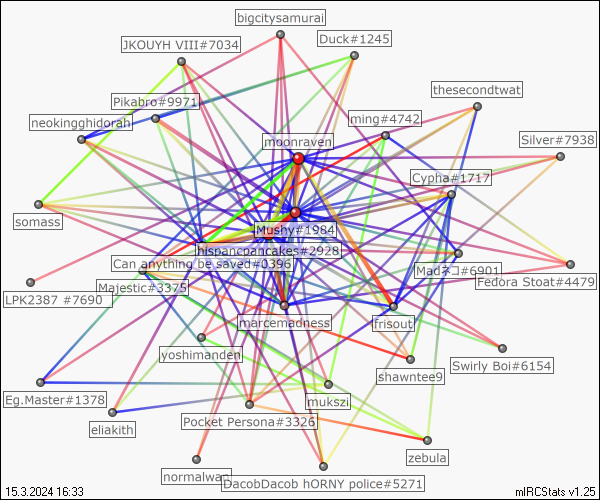 bigcitysamurai
Duck#1245
JKOUYH VIII#7034
thesecondtwat
Pikabro#9971
neokingghidorah
ming#4742
moonraven
Silver#7938
Cypha#1717
somass
Mushy#1984
hispancpancakes#2928
Can anything be saved#0396
Madネコ#6901
Fedora Stoat#4479
Majestic#3375
LPK2387 #7690
marcemadness
frisout
yoshimanden
Swirly Boi#6154
shawntee9
Eg.Master#1378
mukszi
Pocket Persona#3326
eliakith
zebula
normalwan
DacobDacob hORNY police#5271
15.3.2024 16:33
mIRCStats v1.25